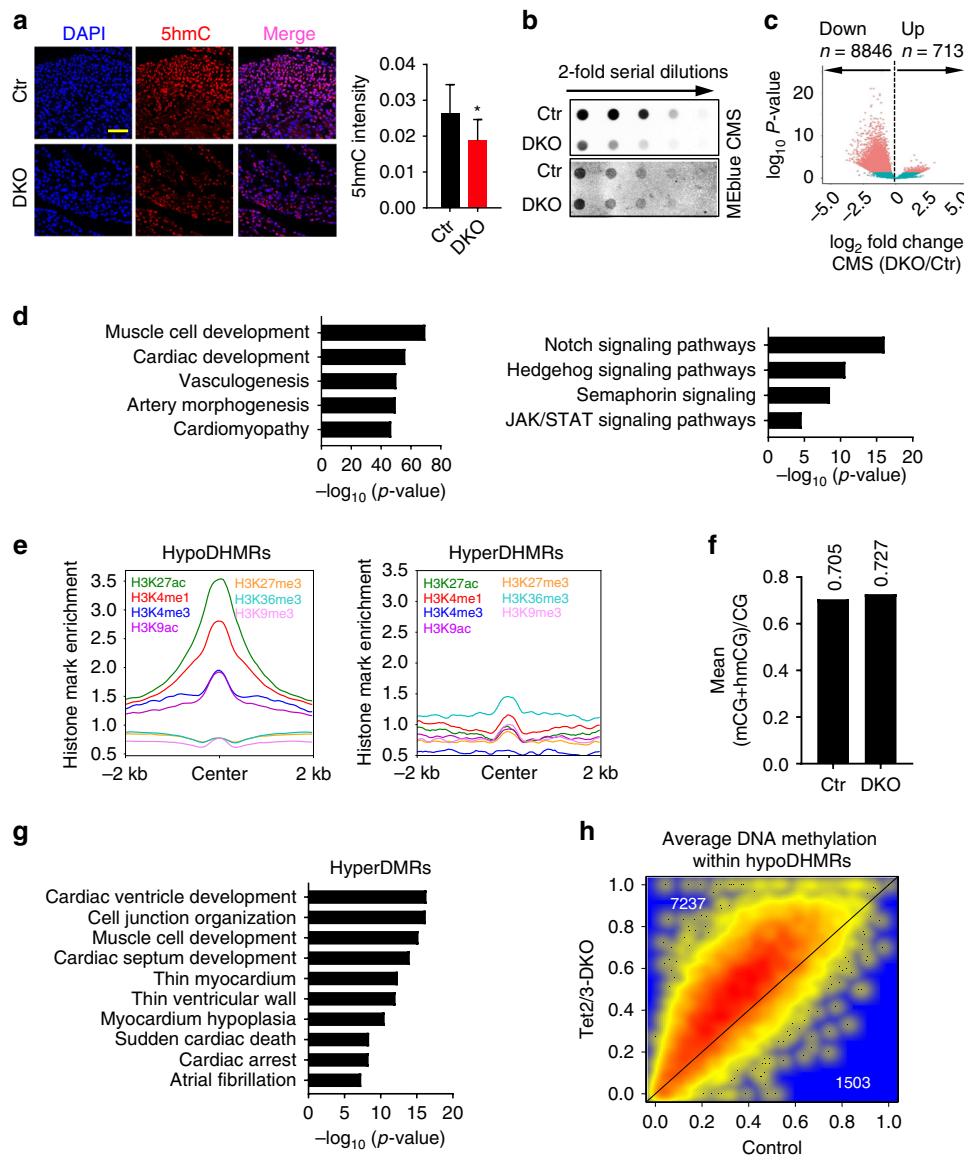 a
DAPI
5hmC
Merge
Ctr
DKO
5hmC intensity
0.04
0.03
0.02
0.01
0.00
*
Ctr
DKO
b
2-fold serial dilutions
Ctr
DKO
Ctr
DKO
MEblue CMS
c
Down
Up
n = 8846
n = 713
log10 P-value
20
15
10
5
0
–5.0
–2.5
0
2.5
5.0
log2 fold change
CMS (DKO/Ctr)
d
Muscle cell development
Cardiac development
Vasculogenesis
Artery morphogenesis
Cardiomyopathy
0 20 40 60 80
–log10 (p-value)
Notch signaling pathways
Hedgehog signaling pathways
Semaphorin signaling
JAK/STAT signaling pathways
0 5 10 15 20
–log10 (p-value)
e
HypoDHMRs
Histone mark enrichment
3.5
3.0
2.5
2.0
1.5
1.0
0.5
H3K27ac
H3K4me1
H3K4me3
H3K9ac
H3K27me3
H3K36me3
H3K9me3
–2 kb
Center
2 kb
HyperDHMRs
Histone mark enrichment
3.5
3.0
2.5
2.0
1.5
1.0
0.5
H3K27ac
H3K4me1
H3K4me3
H3K9ac
H3K27me3
H3K36me3
H3K9me3
–2 kb
Center
2 kb
f
Mean
(mCG+hmCG)/CG
0.8
0.6
0.4
0.2
0.0
0.705
0.727
Ctr
DKO
g
HyperDMRs
Cardiac ventricle development
Cell junction organization
Muscle cell development
Cardiac septum development
Thin myocardium
Thin ventricular wall
Myocardium hypoplasia
Sudden cardiac death
Cardiac arrest
Atrial fibrillation
0 5 10 15 20
–log10 (p-value)
h
Average DNA methylation
within hypoDHMRs
Tet2/3-DKO
1.0
0.8
0.6
0.4
0.2
0.0
7237
1503
0.0 0.2 0.4 0.6 0.8 1.0
Control